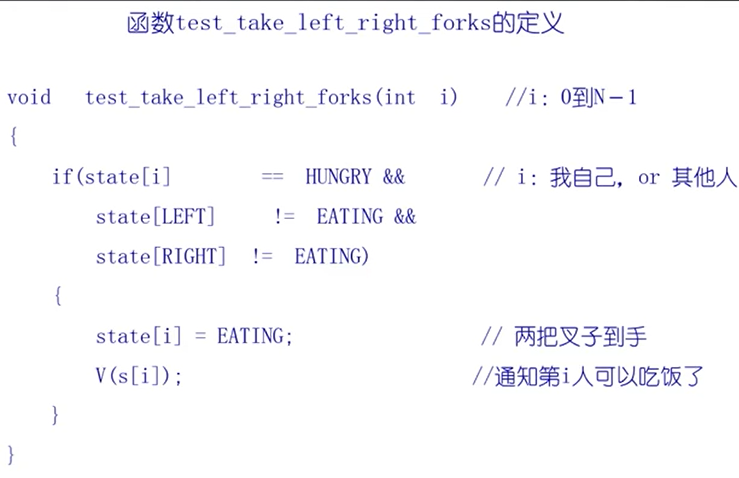 函数test_take_left_right_forks的定义
void test_take_left_right_forks(int i) //i: 0到N-1
{
if(state[i] == HUNGRY && // i: 我自己, or 其他人
state[LEFT] != EATING &&
state[RIGHT] != EATING)
{
state[i] = EATING; // 两把叉子到手
V(s[i]); //通知第i人可以吃饭了
}
}